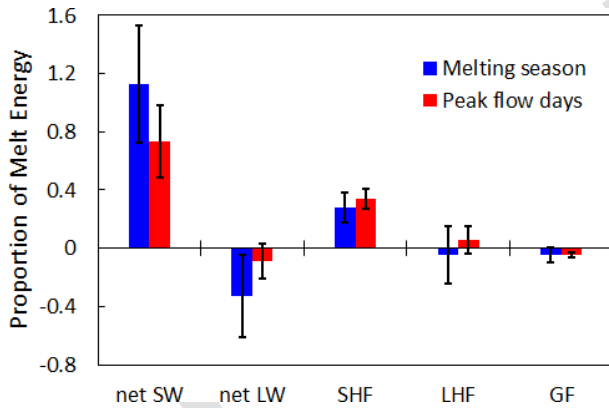 Proportion of Melt Energy
1.6
1.2
0.8
0.4
0
-0.4
-0.8
Melting season
Peak flow days
net SW net LW SHF LHF GF